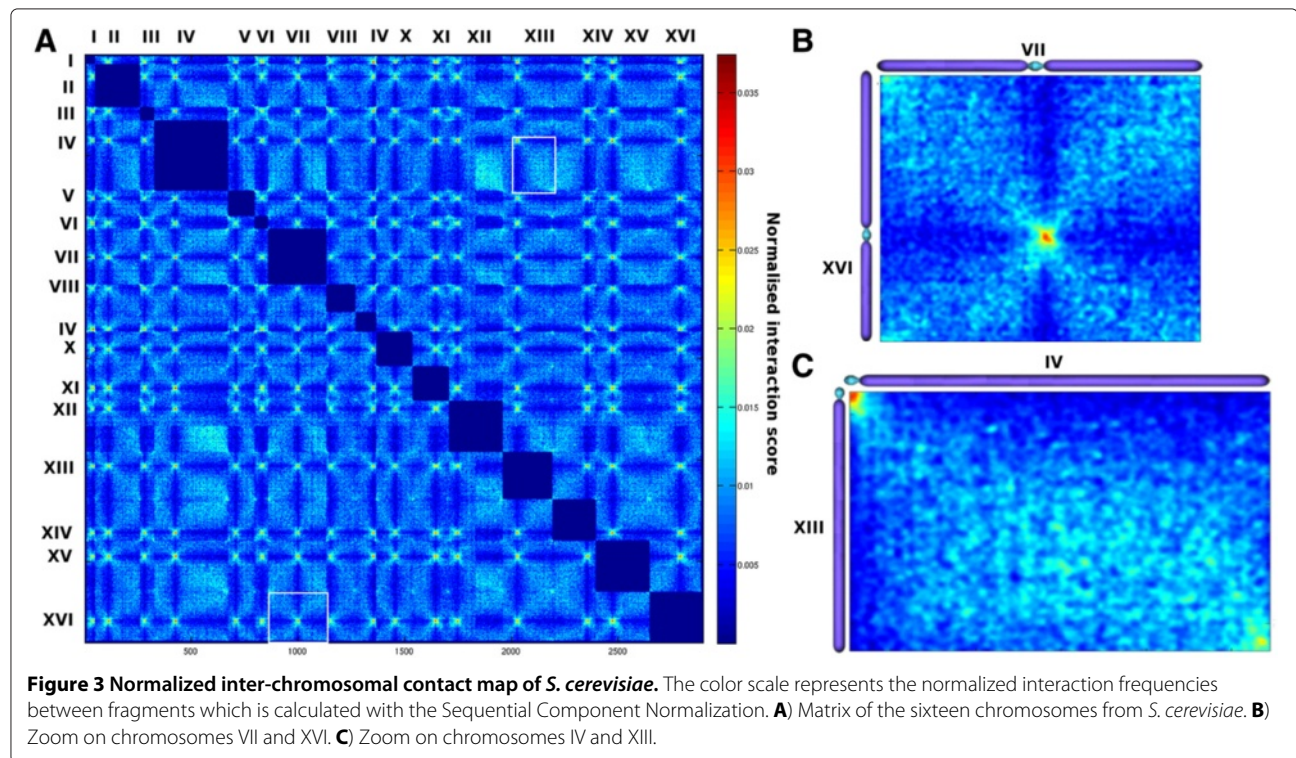 A
I II III IV V VI VII VIII IV X XI XII XIII XIV XV XVI
I
II
III
IV
V
VI
VII
VIII
IV
X
XI
XII
XIII
XIV
XV
XVI
500 1000 1500 2000 2500
0.035
0.03
0.025
0.02
0.015
0.01
0.005
Normalised interaction score
B
VII
XVI
C
IV
XIII
Figure 3 Normalized inter-chromosomal contact map of S. cerevisiae. The color scale represents the normalized interaction frequencies
between fragments which is calculated with the Sequential Component Normalization. A) Matrix of the sixteen chromosomes from S. cerevisiae. B)
Zoom on chromosomes VII and XVI. C) Zoom on chromosomes IV and XIII.